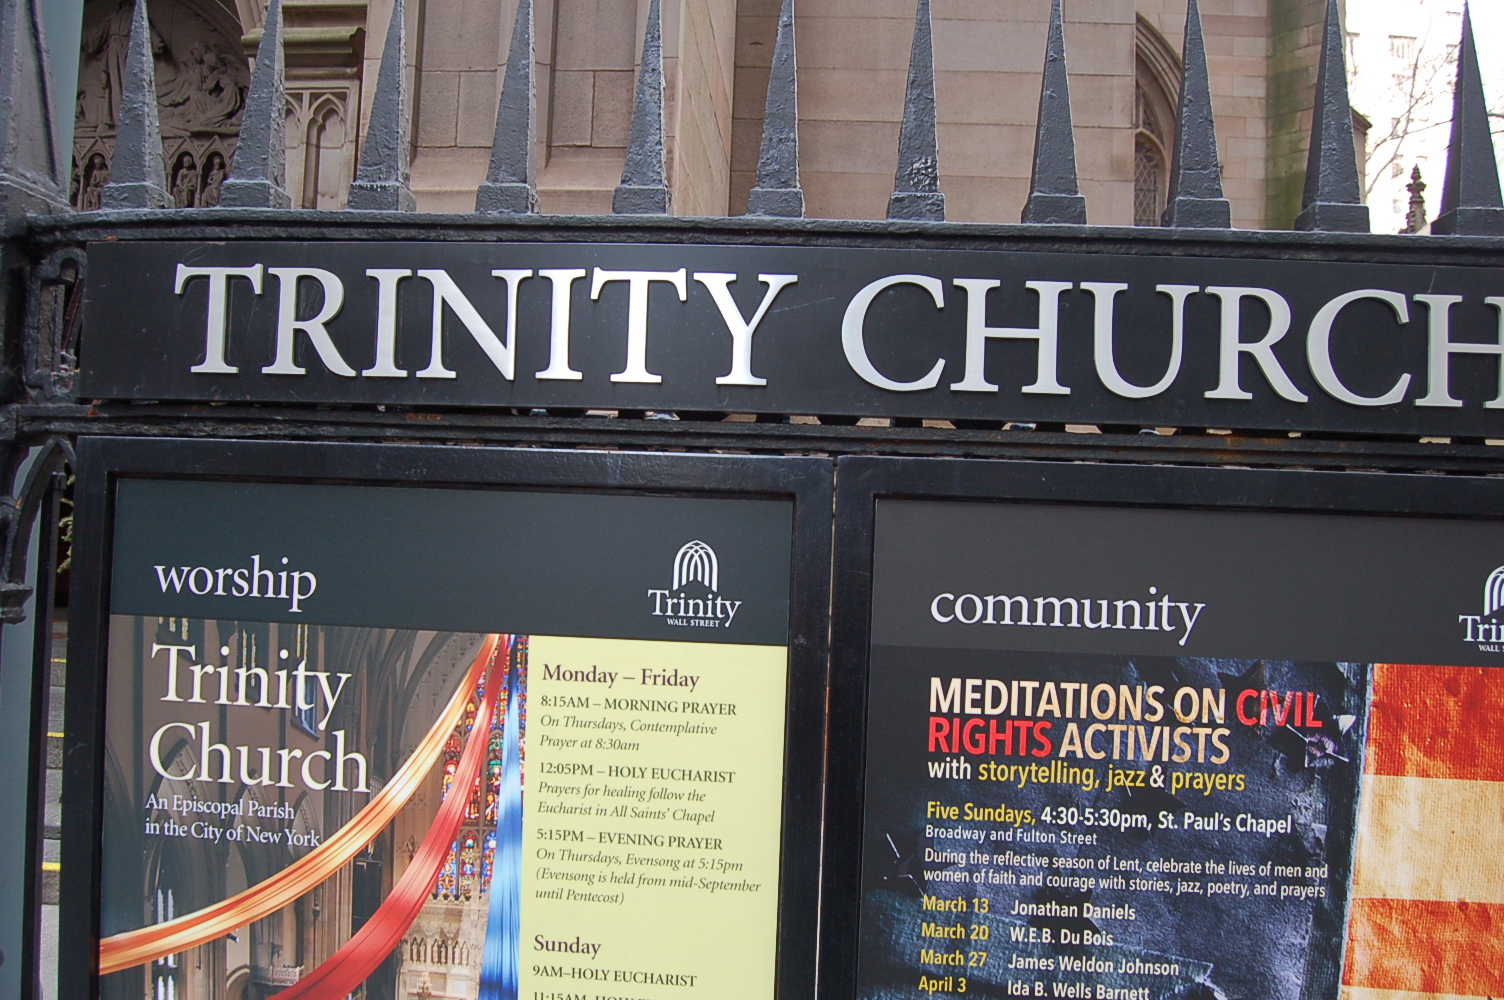 TRINITY CHURCH
worship
Trinity
WALL STREET
Trinity
Church
An Episcopal Parish
in the City of New York
Monday – Friday
8:15AM – MORNING PRAYER
On Thursdays, Contemplative
Prayer at 8:30am
12:05PM – HOLY EUCHARIST
Prayers for healing follow the
Eucharist in All Saints' Chapel
5:15PM – EVENING PRAYER
On Thursdays, Evensong at 5:15pm
(Evensong is held from mid-September
until Pentecost)
Sunday
9AM–HOLY EUCHARIST
11:15AM–
community
MEDITATIONS ON CIVIL
RIGHTS ACTIVISTS
with storytelling, jazz & prayers
Five Sundays, 4:30-5:30pm, St. Paul's Chapel
Broadway and Fulton Street
During the reflective season of Lent, celebrate the lives of men and
women of faith and courage with stories, jazz, poetry, and prayers
March 13 Jonathan Daniels
March 20 W.E.B. Du Bois
March 27 James Weldon Johnson
April 3 Ida B. Wells Barnett